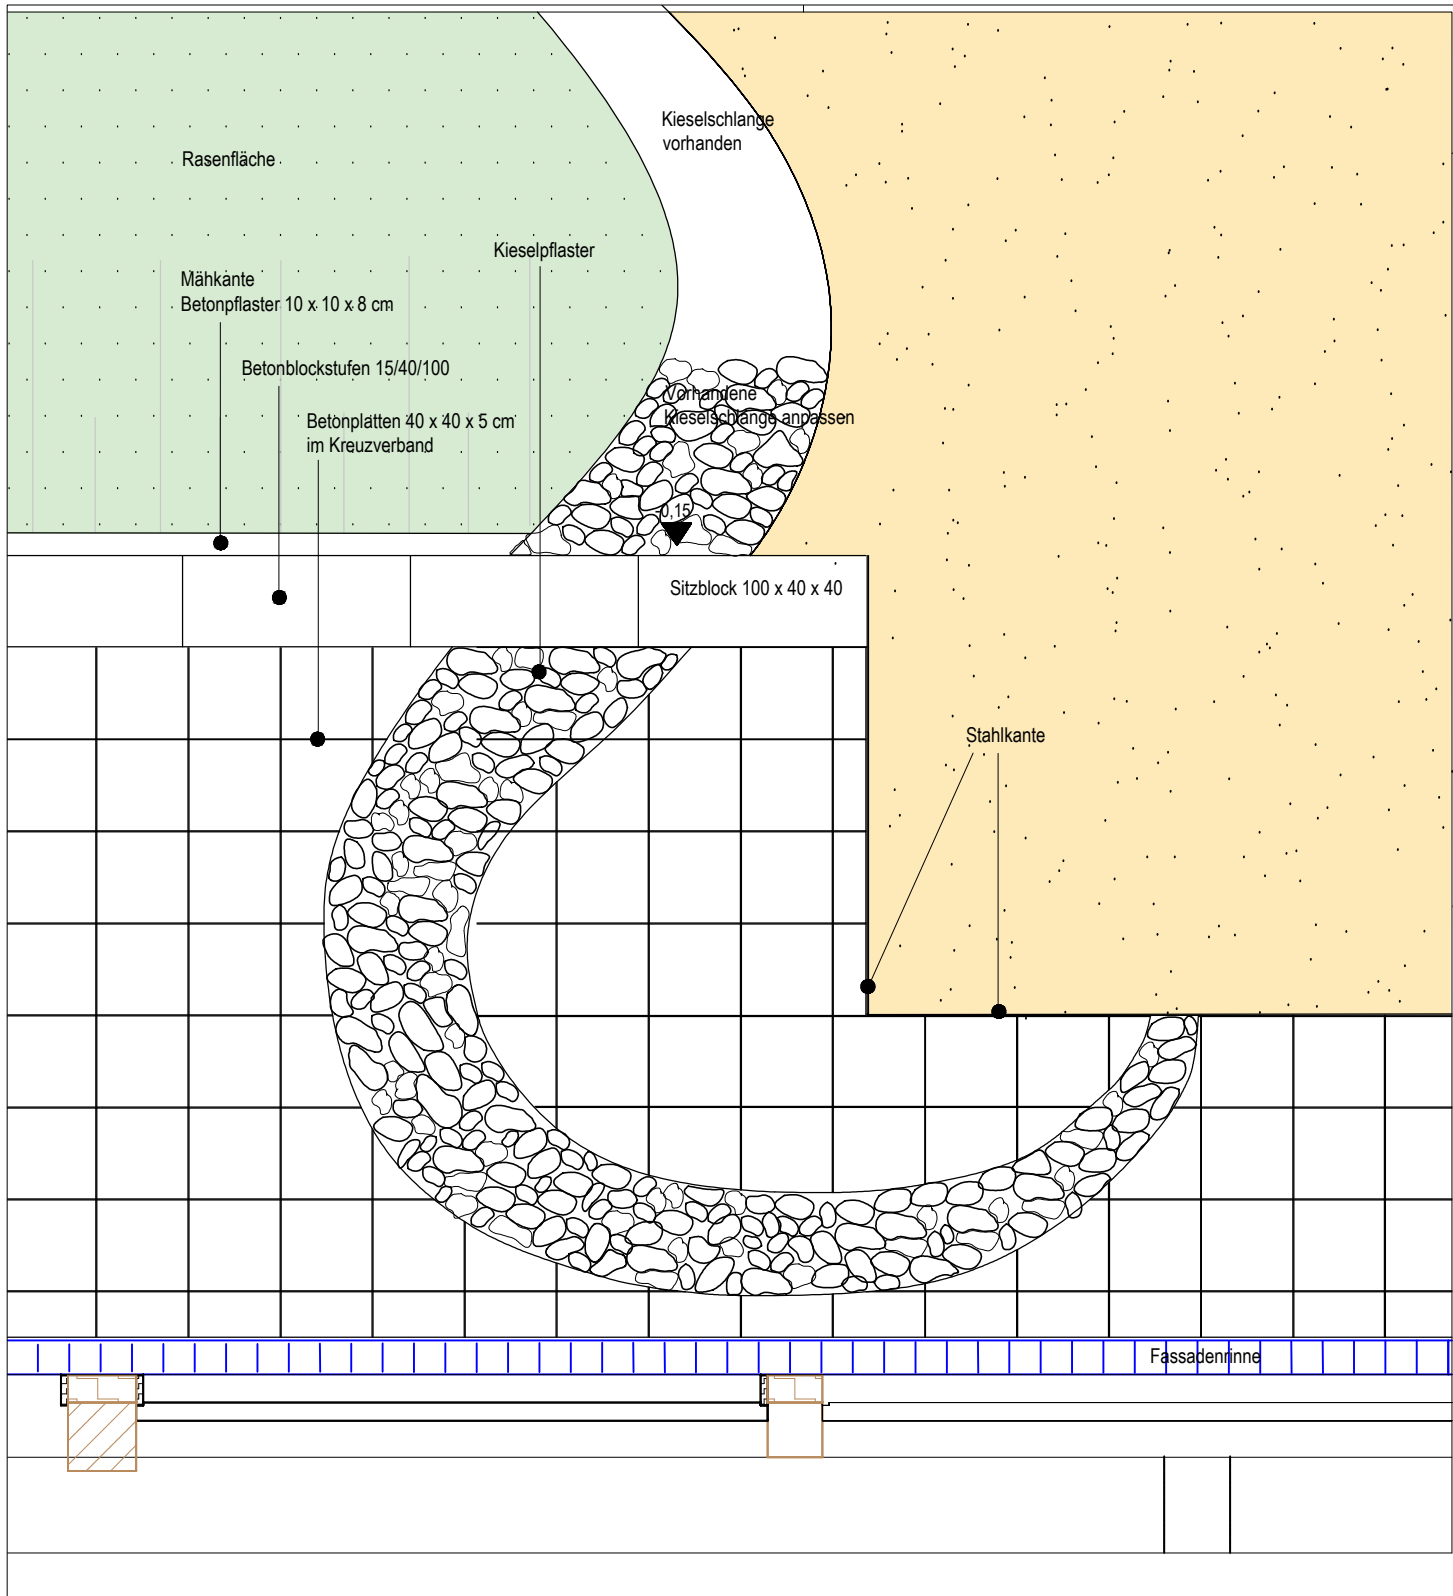 Kieselschlange
vorhanden
Rasenfläche
Kieselpflaster
Mähkante
Betonpflaster 10 x 10 x 8 cm
Betonblockstufen 15/40/100
Vorhandene
Kieselschlange anpassen
Betonplatten 40 x 40 x 5 cm
im Kreuzverband
-0,15
Sitzblock 100 x 40 x 40
Stahlkante
Fassadenrinne